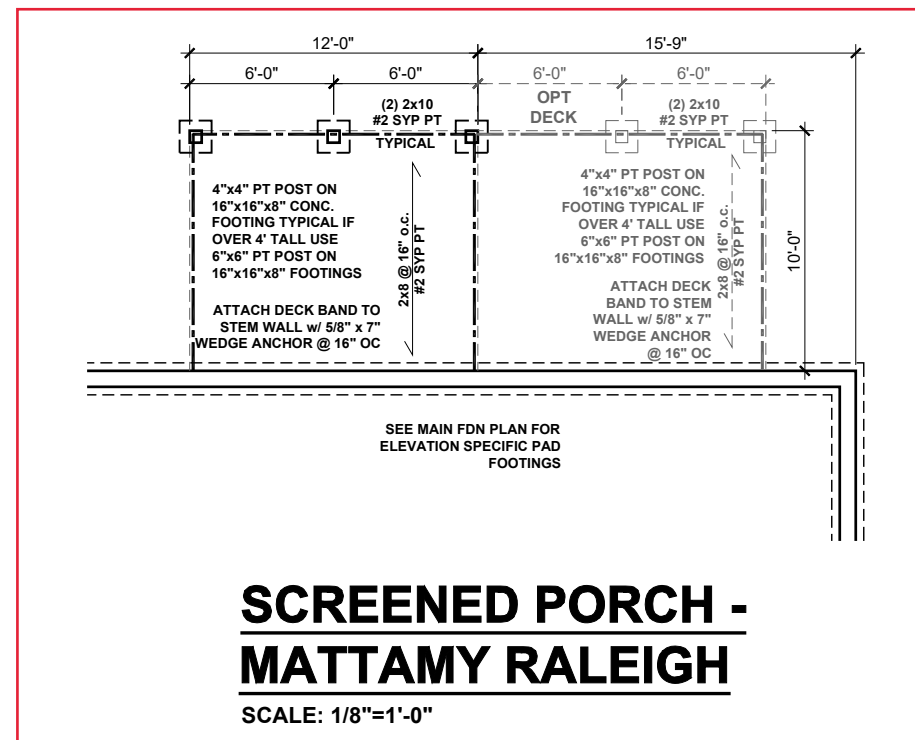 12'-0"
15'-9"
6'-0"
6'-0"
6'-0"
6'-0"
(2) 2x10
#2 SYP PT
TYPICAL
OPT
DECK
(2) 2x10
#2 SYP PT
TYPICAL
4"x4" PT POST ON
16"x16"x8" CONC.
FOOTING TYPICAL IF
OVER 4' TALL USE
6"x6" PT POST ON
16"x16"x8" FOOTINGS
ATTACH DECK BAND TO
STEM WALL w/ 5/8" x 7"
WEDGE ANCHOR @ 16" OC
2x8 @ 16" o.c.
#2 SYP PT
4"x4" PT POST ON
16"x16"x8" CONC.
FOOTING TYPICAL IF
OVER 4' TALL USE
6"x6" PT POST ON
16"x16"x8" FOOTINGS
ATTACH DECK
BAND TO STEM
WALL w/ 5/8" x 7"
WEDGE ANCHOR
@ 16" OC
2x8 @ 16" o.c.
#2 SYP PT
10'-0"
SEE MAIN FDN PLAN FOR
ELEVATION SPECIFIC PAD
FOOTINGS
SCREENED PORCH -
MATTAMY RALEIGH
SCALE: 1/8"=1'-0"